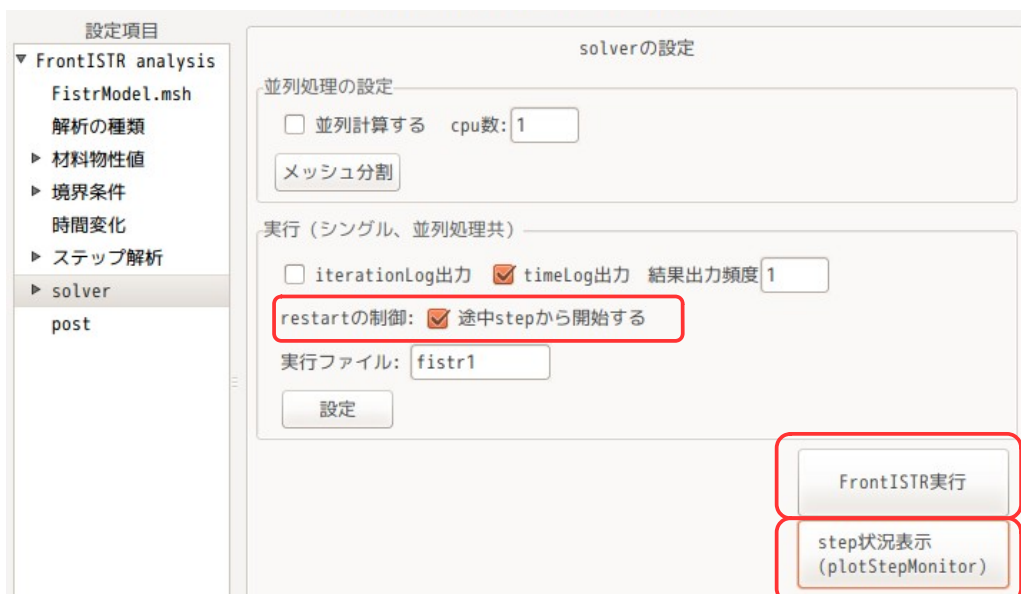 設定項目
FrontISTR analysis
FistrModel.msh
解析の種類
材料物性値
境界条件
時間変化
ステップ解析
solver
post
solverの設定
並列処理の設定
並列計算する cpu数: 1
メッシュ分割
実行（シングル、並列処理共）
iterationLog出力 timeLog出力 結果出力頻度 1
restartの制御: 途中stepから開始する
実行ファイル: fistr1
設定
FrontISTR実行
step状況表示
(plotStepMonitor)